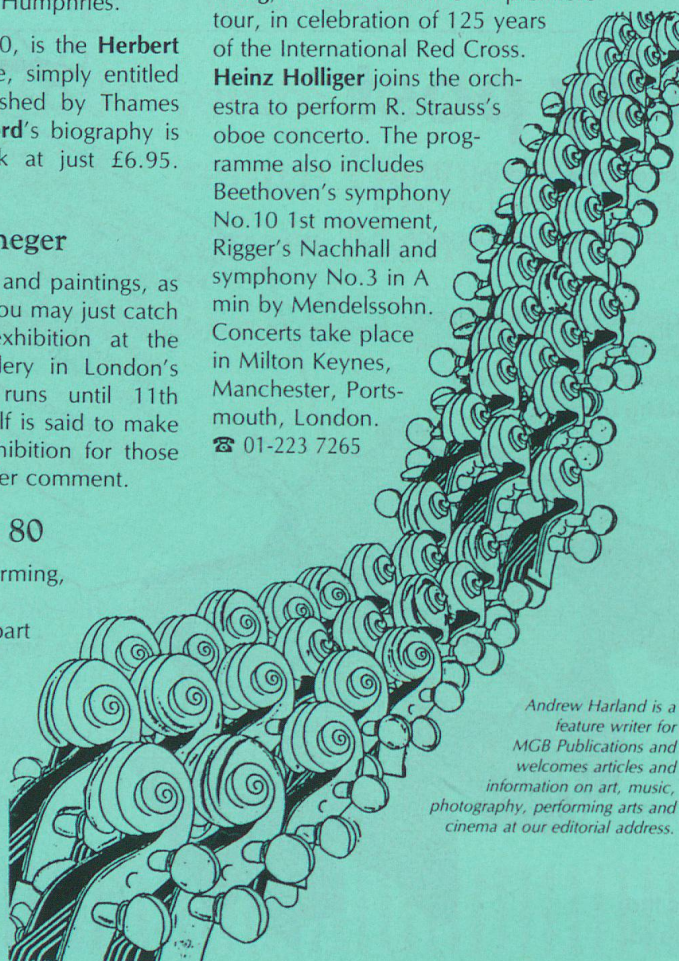 Humphries.
0, is the Herbert
e, simply entitled
shed by Thames
ord's biography is
k at just £6.95.
neger
and paintings, as
ou may just catch
exhibition at the
lery in London's
runs until 11th
lf is said to make
hibition for those
er comment.
80
rming,
part
tour, in celebration of 125 years
of the International Red Cross.
Heinz Holliger joins the orch-
estra to perform R. Strauss's
oboe concerto. The prog-
ramme also includes
Beethoven's symphony
No.10 1st movement,
Rigger's Nachhall and
symphony No.3 in A
min by Mendelssohn.
Concerts take place
in Milton Keynes,
Manchester, Ports-
mouth, London.
☎ 01-223 7265
Andrew Harland is a
feature writer for
MGB Publications and
welcomes articles and
information on art, music,
photography, performing arts and
cinema at our editorial address.